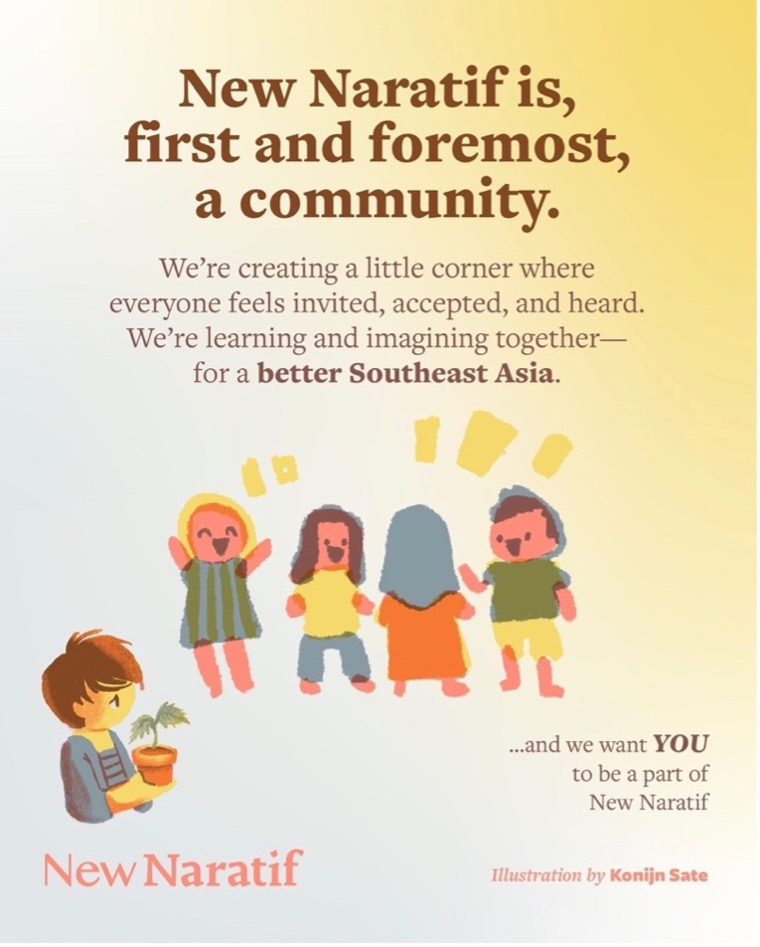 New Naratif is,
first and foremost,
a community.
We’re creating a little corner where
everyone feels invited, accepted, and heard.
We’re learning and imagining together—
for a better Southeast Asia.
...and we want YOU
to be a part of
New Naratif
New Naratif
Illustration by Konijn Sate